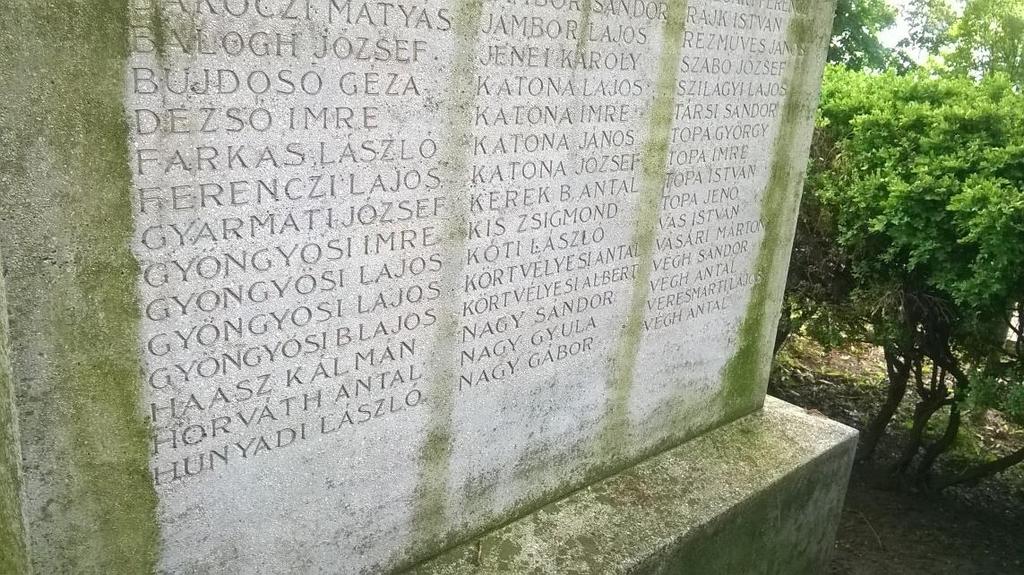 MATYAS
BALOGH JÓZSEF
BUJDOSO GÉZA
DEZSŐ IMRE
FARKAS LÁSZLÓ
FERENCZI LAJOS
GYARMATI JÓZSEF
GYÖNGYÖSI IMRE
GYÖNGYÖSI LAJOS
GYÖNGYÖSI LAJOS
GYÖNGYÖSI B LAJOS
HAASZ KÁLMÁN
HORVÁTH ANTAL
HUNYADI LÁSZLÓ
SÁNDOR
JÁMBOR LAJOS
JENEI KÁROLY
KATONA LAJOS
KATONA IMRE
KATONA JÁNOS
KATONA JÓZSEF
KEREK B. ANTAL
KIS ZSIGMOND
KÓTI LÁSZLÓ
KÖRTVÉLYESI ANTAL
KÖRTVÉLYESI ALBERT
NAGY SÁNDOR
NAGY GYULA
NAGY GÁBOR
RAJK ISTVÁN
REZMŰVES JÁNOS
SZABÓ JÓZSEF
SZILÁGYI LAJOS
TÁRSI SÁNDOR
TOPA GYÖRGY
TOPA IMRE
TOPA ISTVÁN
TOPA JENŐ
VAS ISTVÁN
VASÁRI MÁRTON
VÉGH SÁNDOR
VÉGH ANTAL
VERESMARTI LAJOS
VÉGH ANTAL